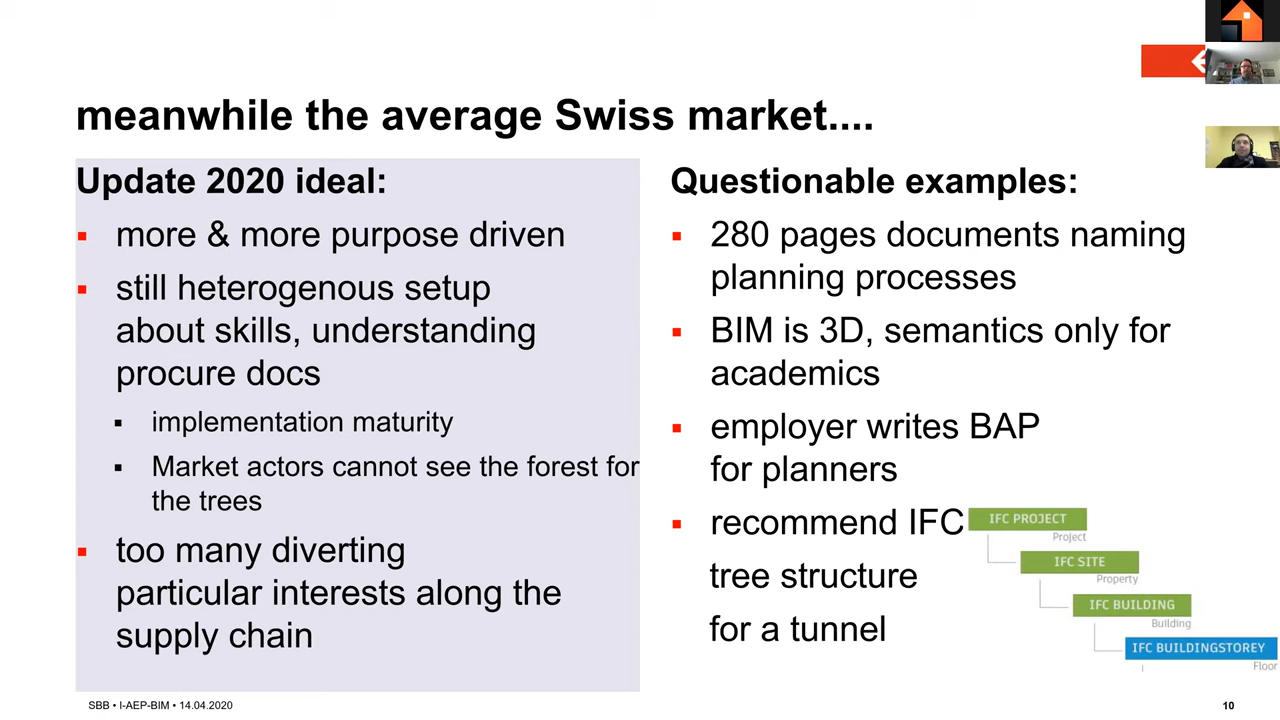 meanwhile the average Swiss market....
Update 2020 ideal:
more & more purpose driven
still heterogenous setup
about skills, understanding
procure docs
implementation maturity
Market actors cannot see the forest for
the trees
too many diverting
particular interests along the
supply chain
Questionable examples:
280 pages documents naming
planning processes
BIM is 3D, semantics only for
academics
employer writes BAP
for planners
recommend IFC
tree structure
for a tunnel
IFC PROJECT
Project
IFC SITE
Property
IFC BUILDING
Building
IFC BUILDINGSTOREY
Floor
SBB • I-AEP-BIM • 14.04.2020
10